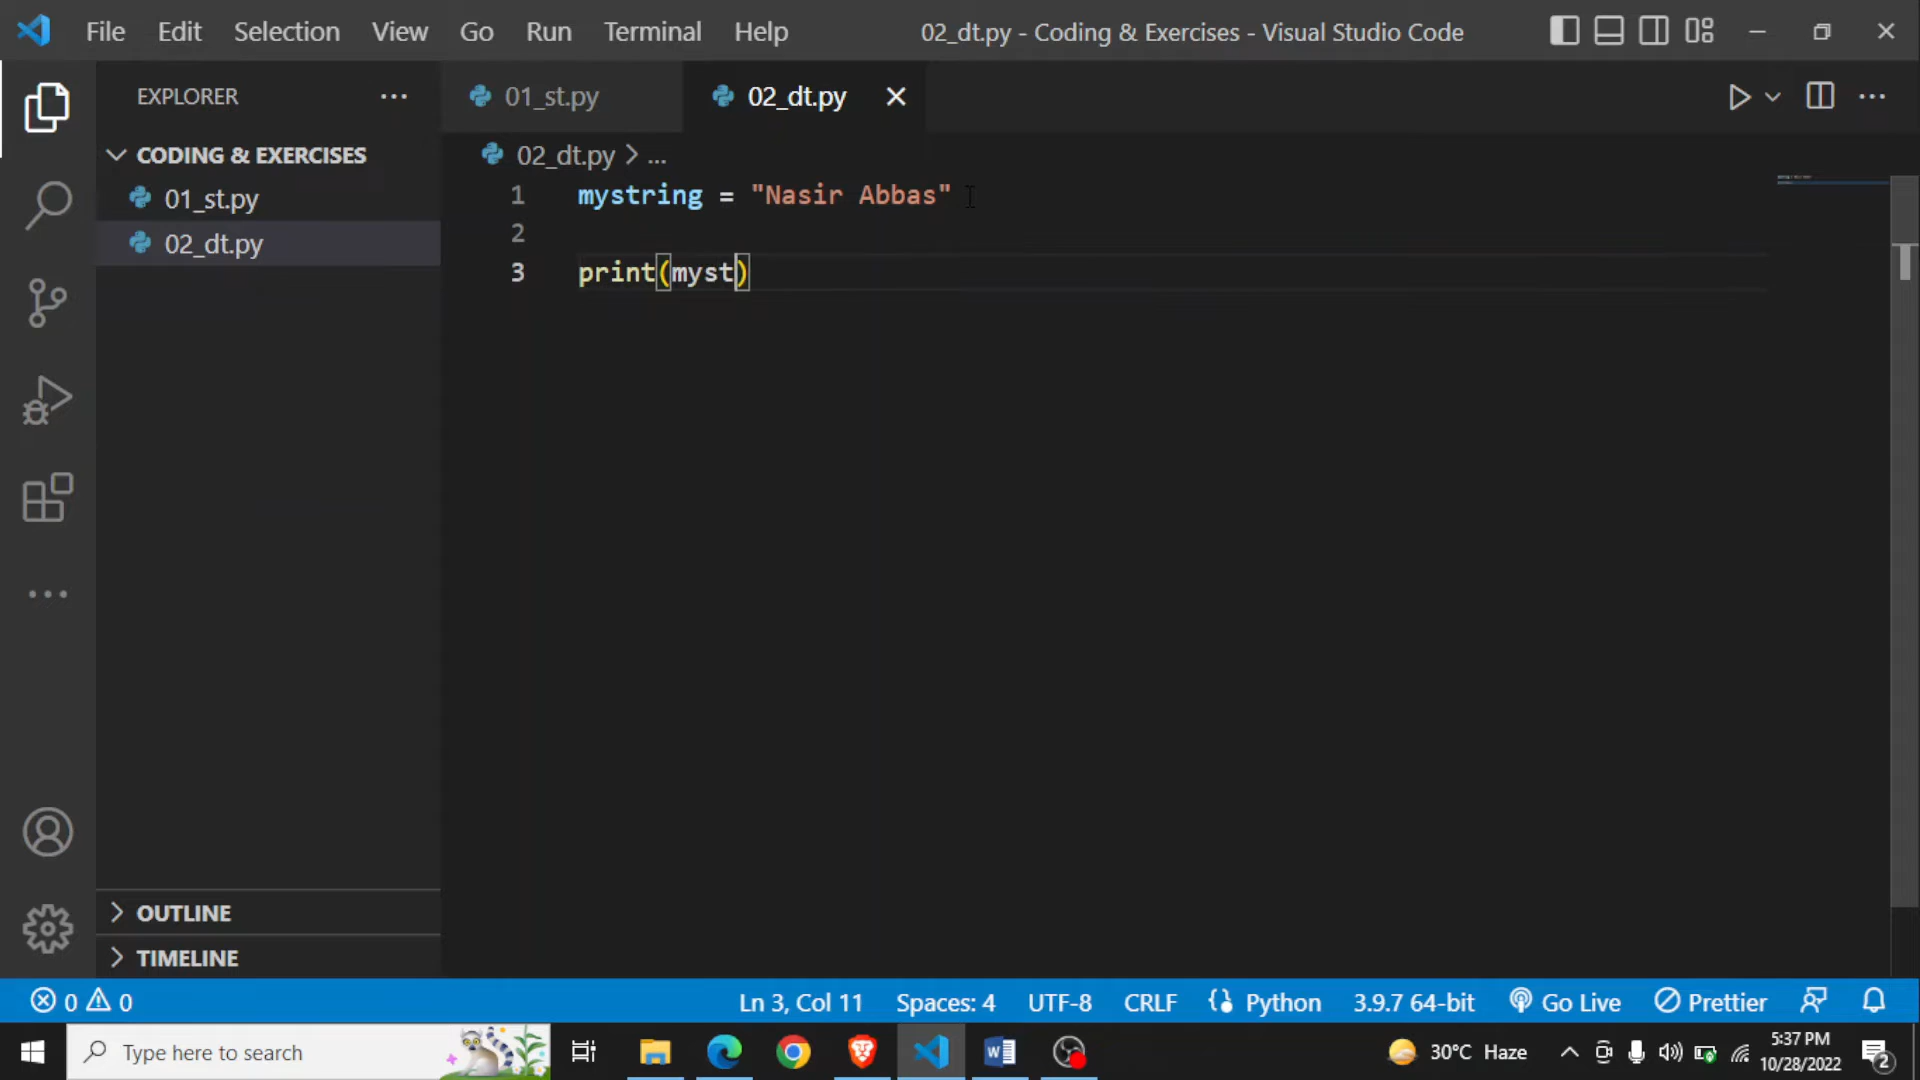 File Edit Selection View Go Run Terminal Help 02_dt.py - Coding & Exercises - Visual Studio Code
EXPLORER ...
01_st.py 02_dt.py
CODING & EXERCISES
01_st.py
02_dt.py
02_dt.py > ...
1 mystring = "Nasir Abbas"
2
3 print(myst)
OUTLINE
TIMELINE
0 0 Ln 3, Col 11 Spaces: 4 UTF-8 CRLF Python 3.9.7 64-bit Go Live Prettier
Type here to search 30°C Haze 5:37 PM
10/28/2022 2